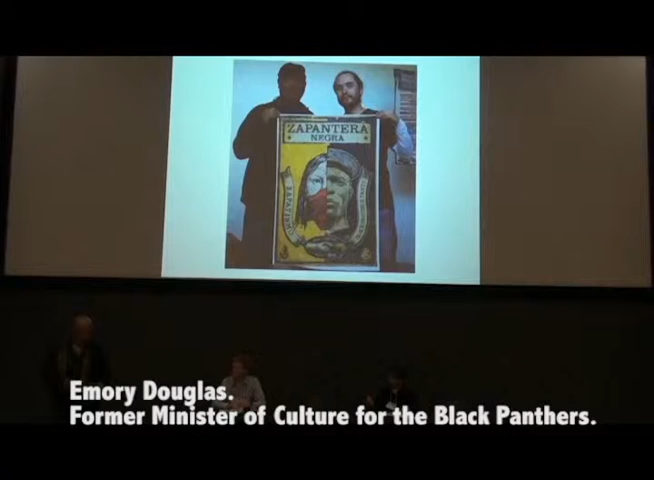 ZAPANTERA
NEGRA
Emory Douglas.
Former Minister of Culture for the Black Panthers.